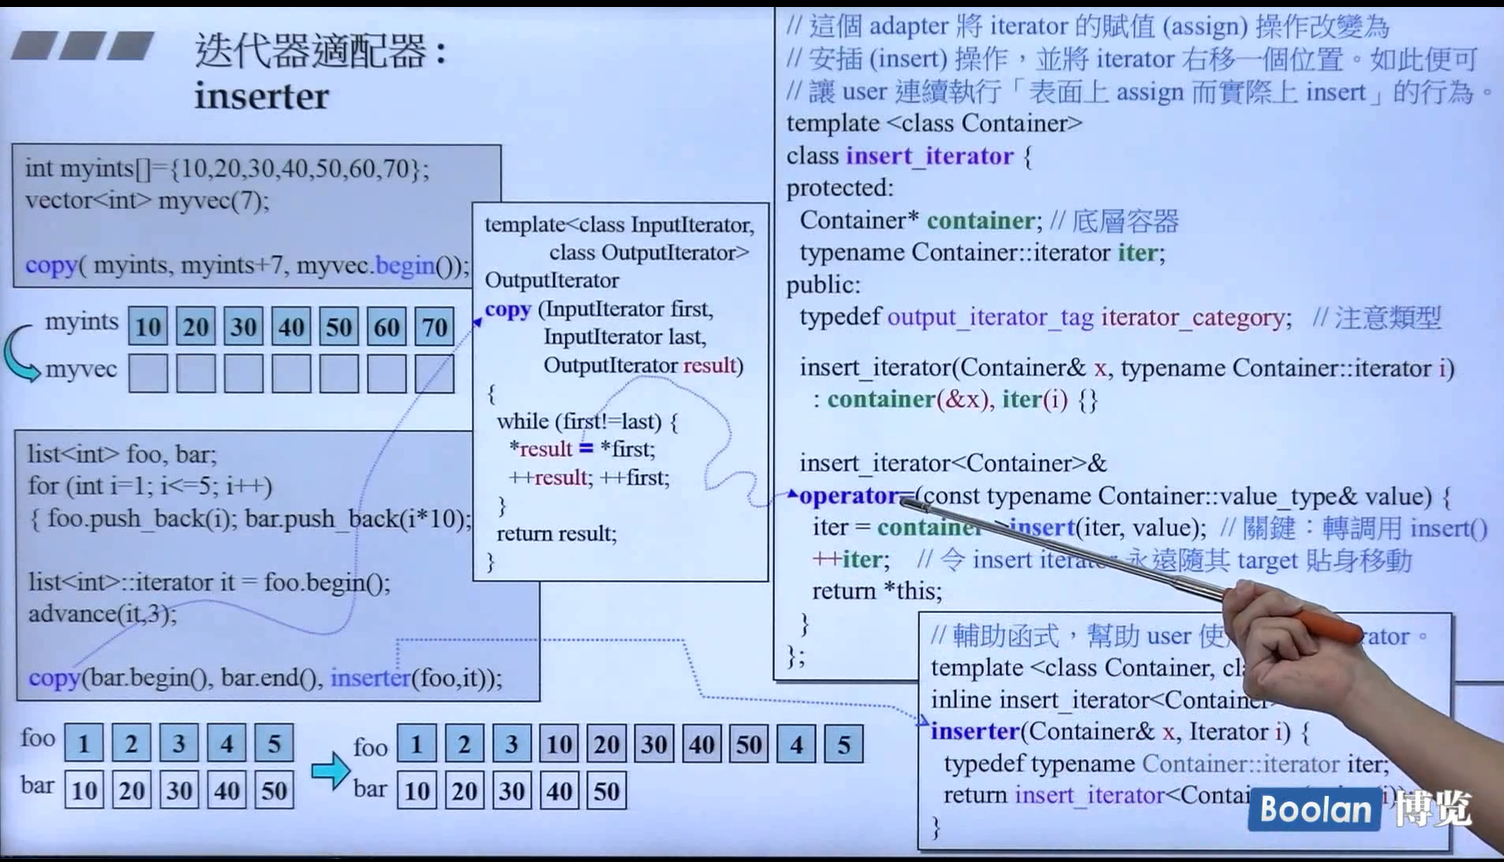 迭代器適配器：
inserter
int myints[]={10,20,30,40,50,60,70};
vector<int> myvec(7);
copy( myints, myints+7, myvec.begin());
myints 10 20 30 40 50 60 70
myvec
list<int> foo, bar;
for (int i=1; i<=5; i++)
{ foo.push_back(i); bar.push_back(i*10);
list<int>::iterator it = foo.begin();
advance(it,3);
copy(bar.begin(), bar.end(), inserter(foo,it));
foo 1 2 3 4 5
bar 10 20 30 40 50
foo 1 2 3 10 20 30 40 50 4 5
bar 10 20 30 40 50
template<class InputIterator,
class OutputIterator>
OutputIterator
copy (InputIterator first,
InputIterator last,
OutputIterator result)
{
while (first!=last) {
*result = *first;
++result; ++first;
}
return result;
}
// 這個 adapter 將 iterator 的賦值 (assign) 操作改變為
// 安插 (insert) 操作，並將 iterator 右移一個位置。如此便可
// 讓 user 連續執行「表面上 assign 而實際上 insert」的行為。
template <class Container>
class insert_iterator {
protected:
Container* container; // 底層容器
typename Container::iterator iter;
public:
typedef output_iterator_tag iterator_category; // 注意類型
insert_iterator(Container& x, typename Container::iterator i)
: container(&x), iter(i) {}
insert_iterator<Container>&
operator=(const typename Container::value_type& value) {
iter = container >insert(iter, value); // 關鍵：轉調用 insert()
++iter; // 令 insert iterator 永遠隨其 target 貼身移動
return *this;
}
};
// 輔助函式，幫助 user 使 rator。
template <class Container, cl
inline insert_iterator<Container
inserter(Container& x, Iterator i) {
typedef typename Container::iterator iter;
return insert_iterator<Contai i)
}
Boolan 博览